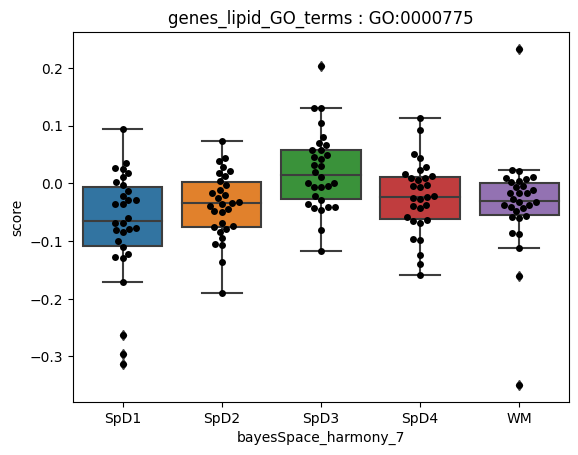 genes_lipid_GO_terms : GO:0000775
score
0.2
0.1
0.0
−0.1
−0.2
−0.3
SpD1 SpD2 SpD3 SpD4 WM
bayesSpace_harmony_7